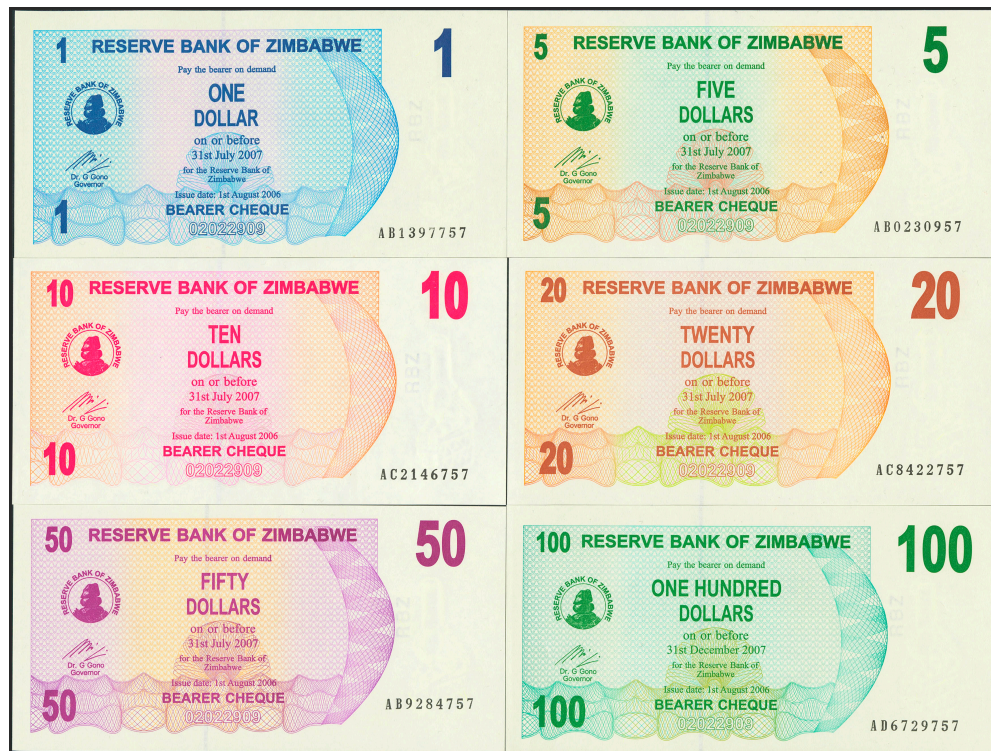 1 RESERVE BANK OF ZIMBABWE 1
Pay the bearer on demand
RESERVE BANK OF ZIMBABWE
ONE
DOLLAR
on or before
31st July 2007
for the Reserve Bank of
Zimbabwe
Dr. G Gono
Governor
Issue date: 1st August 2006
1 BEARER CHEQUE
02022909
AB1397757
RBZ
5 RESERVE BANK OF ZIMBABWE 5
Pay the bearer on demand
RESERVE BANK OF ZIMBABWE
FIVE
DOLLARS
on or before
31st July 2007
for the Reserve Bank of
Zimbabwe
Dr. G Gono
Governor
Issue date: 1st August 2006
5 BEARER CHEQUE
02022909
AB0230957
RBZ
10 RESERVE BANK OF ZIMBABWE 10
Pay the bearer on demand
RESERVE BANK OF ZIMBABWE
TEN
DOLLARS
on or before
31st July 2007
for the Reserve Bank of
Zimbabwe
Dr. G Gono
Governor
Issue date: 1st August 2006
10 BEARER CHEQUE
02022909
AC2146757
RBZ
20 RESERVE BANK OF ZIMBABWE 20
Pay the bearer on demand
RESERVE BANK OF ZIMBABWE
TWENTY
DOLLARS
on or before
31st July 2007
for the Reserve Bank of
Zimbabwe
Dr. G Gono
Governor
Issue date: 1st August 2006
20 BEARER CHEQUE
02022909
AC8422757
RBZ
50 RESERVE BANK OF ZIMBABWE 50
Pay the bearer on demand
RESERVE BANK OF ZIMBABWE
FIFTY
DOLLARS
on or before
31st July 2007
for the Reserve Bank of
Zimbabwe
Dr. G Gono
Governor
Issue date: 1st August 2006
50 BEARER CHEQUE
02022909
AB9284757
RBZ
100 RESERVE BANK OF ZIMBABWE 100
Pay the bearer on demand
RESERVE BANK OF ZIMBABWE
ONE HUNDRED
DOLLARS
on or before
31st December 2007
for the Reserve Bank of
Zimbabwe
Dr. G Gono
Governor
Issue date: 1st August 2006
100 BEARER CHEQUE
02022909
AD6729757
RBZ